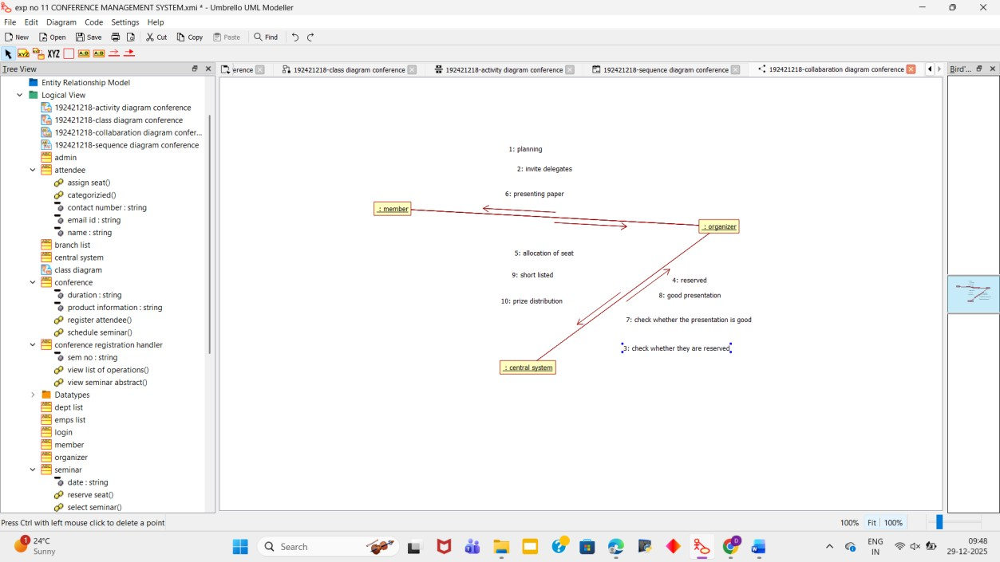 exp no 11 CONFERENCE MANAGEMENT SYSTEM.xmi * - Umbrello UML Modeller
File Edit Diagram Code Settings Help
New Open Save Cut Copy Paste Find
XYZ XYZ A:B A:B
Tree View
erence 192421218-class diagram conference 192421218-activity diagram conference 192421218-sequence diagram conference 192421218-collabaration diagram conference
Bird'...
Entity Relationship Model
Logical View
192421218-activity diagram conference
192421218-class diagram conference
192421218-collabaration diagram confer...
192421218-sequence diagram conference
admin
attendee
assign seat()
categorizied()
contact number : string
email id : string
name : string
branch list
central system
class diagram
conference
duration : string
product information : string
register attendee()
schedule seminar()
conference registration handler
sem no : string
view list of operations()
view seminar abstract()
Datatypes
dept list
emps list
login
member
organizer
seminar
date : string
reserve seat()
select seminar()
1: planning
2: invite delegates
6: presenting paper
: member
: organizer
5: allocation of seat
9: short listed
4: reserved
8: good presentation
10: prize distribution
7: check whether the presentation is good
3: check whether they are reserved
: central system
Press Ctrl with left mouse click to delete a point
100% Fit 100%
1
24°C
Sunny
Search
D
ENG
IN
09:48
29-12-2025